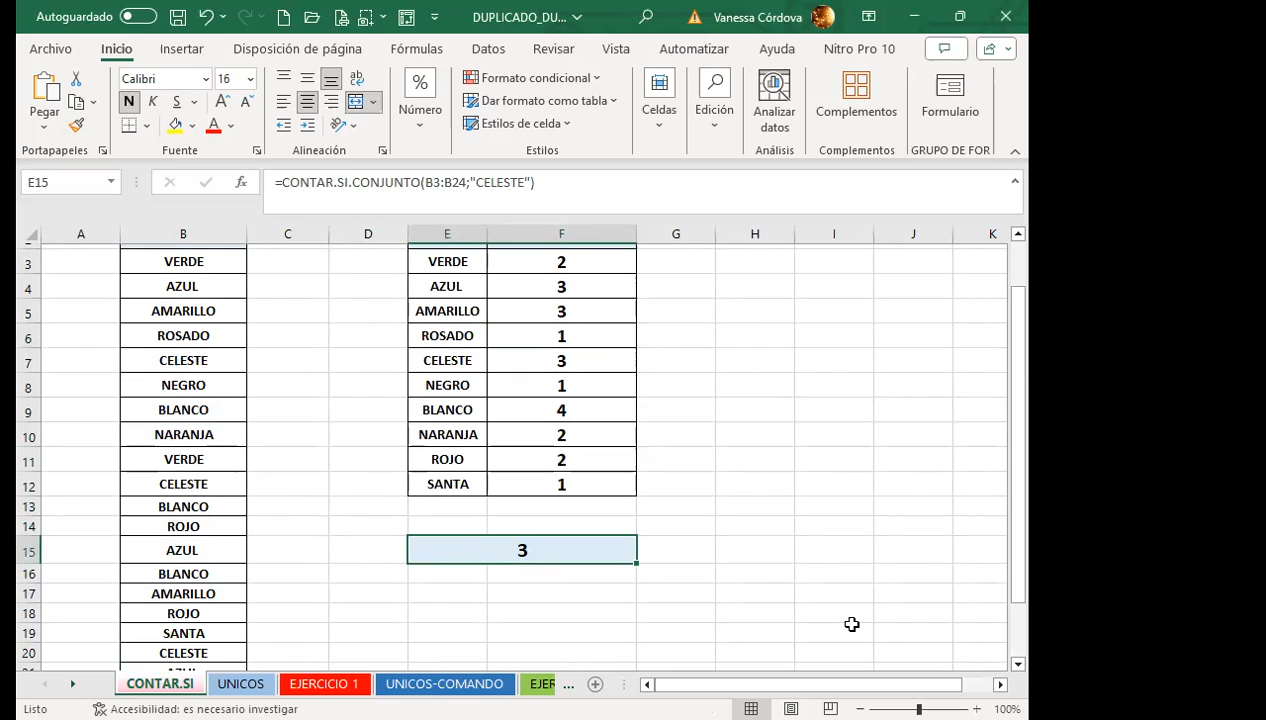 Autoguardado DUPLICADO_DU... Vanessa Córdova
Archivo Inicio Insertar Disposición de página Fórmulas Datos Revisar Vista Automatizar Ayuda Nitro Pro 10
Calibri 16 Formato condicional
Pegar N K S Número Dar formato como tabla Celdas Edición Analizar datos Complementos Formulario
Estilos de celda
Portapapeles Fuente Alineación Estilos Análisis Complementos GRUPO DE FOR
E15 fx =CONTAR.SI.CONJUNTO(B3:B24;"CELESTE")
A B C D E F G H I J K
3 VERDE VERDE 2
4 AZUL AZUL 3
5 AMARILLO AMARILLO 3
6 ROSADO ROSADO 1
7 CELESTE CELESTE 3
8 NEGRO NEGRO 1
9 BLANCO BLANCO 4
10 NARANJA NARANJA 2
11 VERDE ROJO 2
12 CELESTE SANTA 1
13 BLANCO
14 ROJO
15 AZUL 3
16 BLANCO
17 AMARILLO
18 ROJO
19 SANTA
20 CELESTE
CONTAR.SI UNICOS EJERCICIO 1 UNICOS-COMANDO EJER ...
Listo Accesibilidad: es necesario investigar 100%